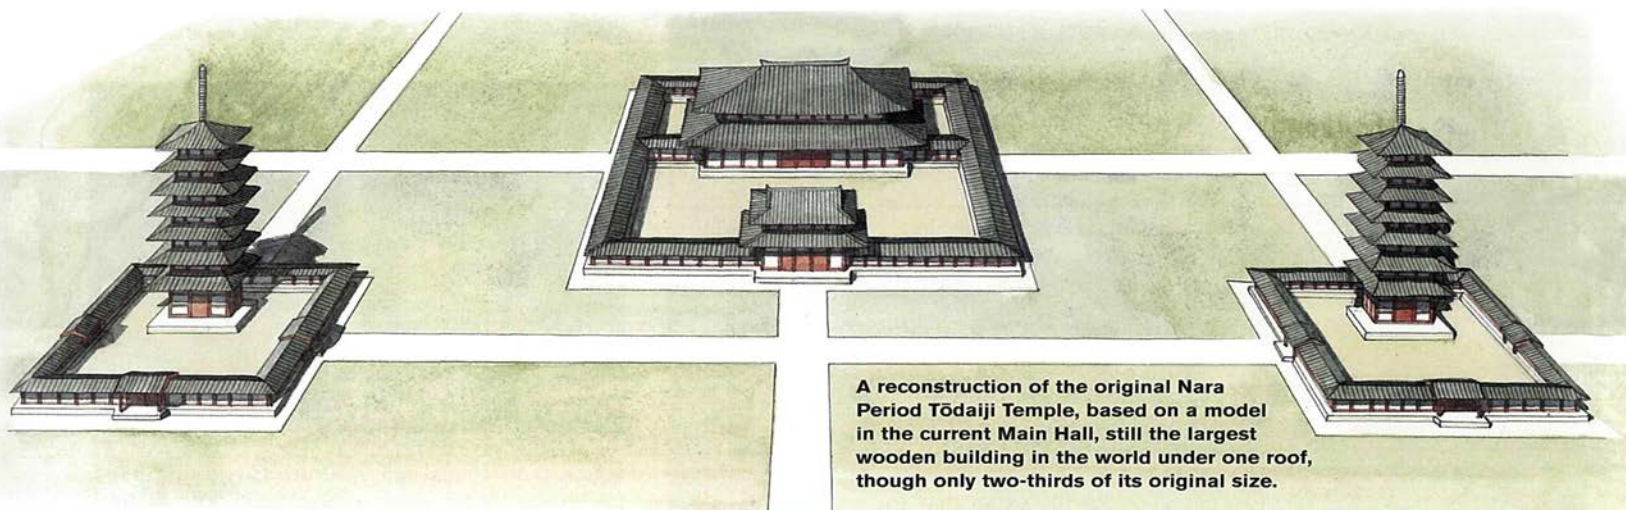 A reconstruction of the original Nara
Period Tōdaiji Temple, based on a model
in the current Main Hall, still the largest
wooden building in the world under one roof,
though only two-thirds of its original size.